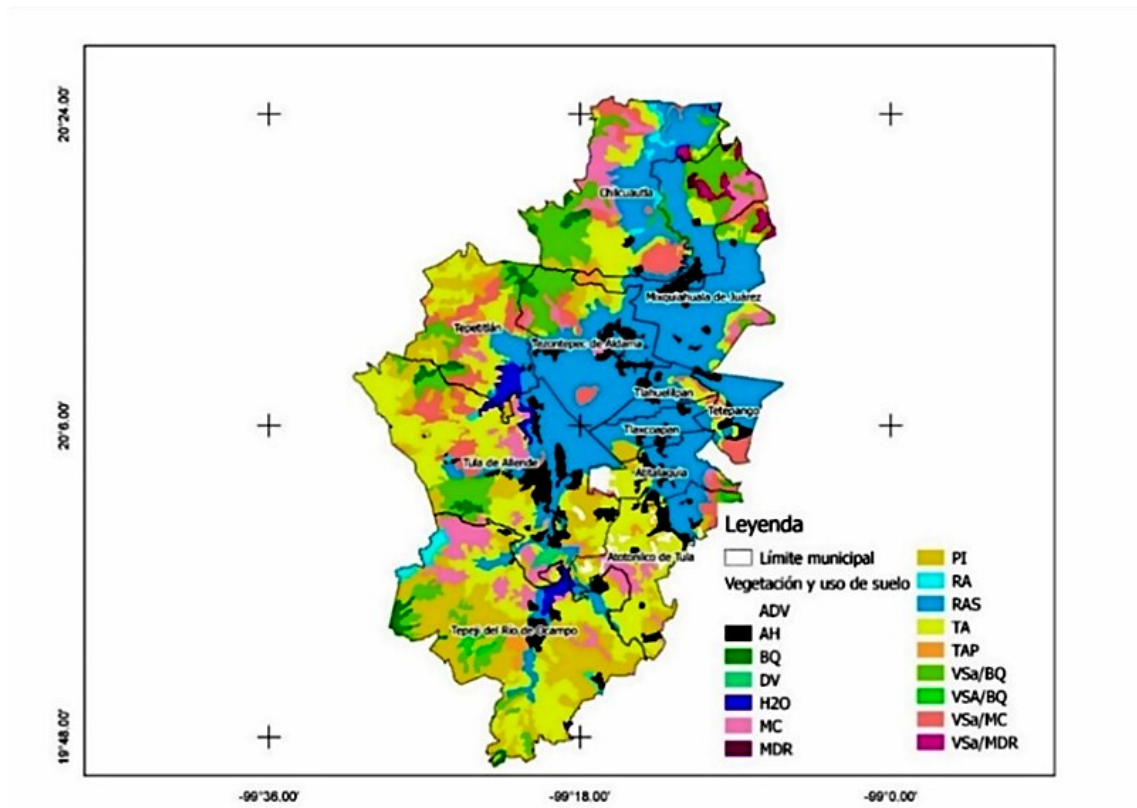 20°24.00'
20°6.00'
19°48.00'
Chilcuautla
Mixquiahuala de Juárez
Tepetitlán
Tezontepec de Aldama
Tlahuelilpan
Tetepango
Tlaxcoapan
Tula de Allende
Atitalaquia
Atotonilco de Tula
Tepeji del Rio de Ocampo
Leyenda
Límite municipal
Vegetación y uso de suelo
ADV
AH
BQ
DV
H2O
MC
MDR
PI
RA
RAS
TA
TAP
VSa/BQ
VSA/BQ
VSa/MC
VSa/MDR
-99°36.00'
-99°18.00'
-99°0.00'